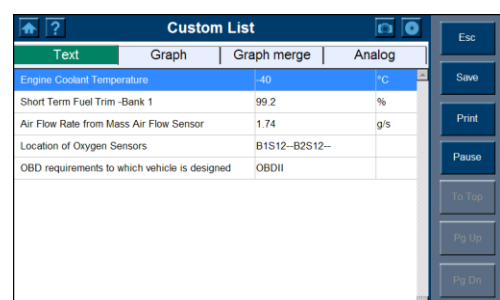 ? Custom List
Text Graph Graph merge Analog
Engine Coolant Temperature -40 °C
Short Term Fuel Trim -Bank 1 99.2 %
Air Flow Rate from Mass Air Flow Sensor 1.74 g/s
Location of Oxygen Sensors B1S12--B2S12--
OBD requirements to which vehicle is designed OBDII
Esc
Save
Print
Pause
To Top
Pg Up
Pg Dn